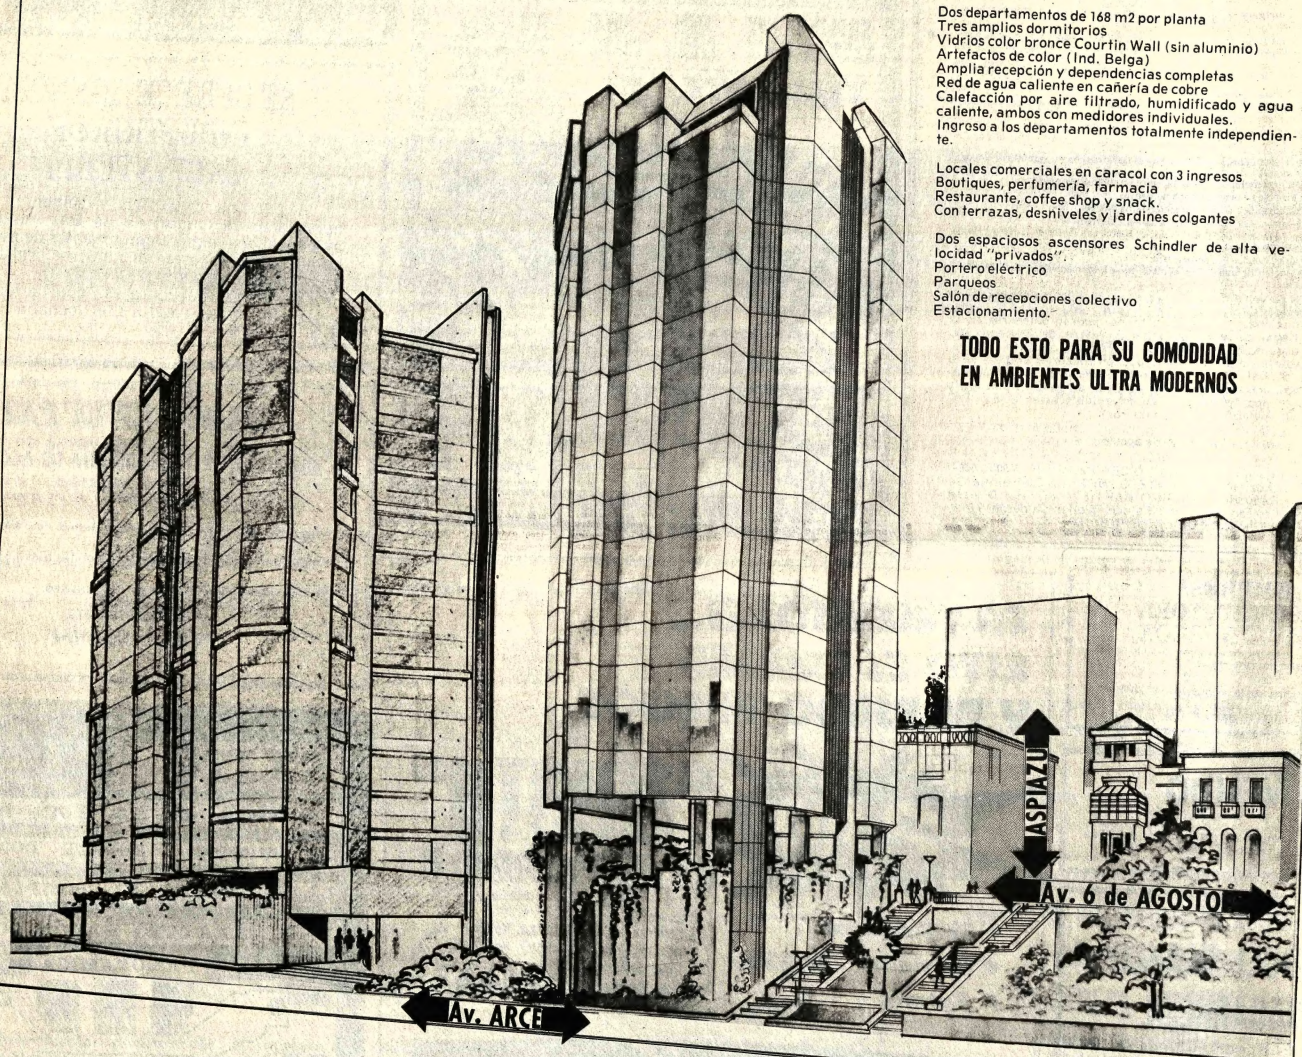 Dos departamentos de 168 m2 por planta
Tres amplios dormitorios
Vidrios color bronce Courtin Wall (sin aluminio)
Artefactos de color (Ind. Belga)
Amplia recepción y dependencias completas
Red de agua caliente en cañería de cobre
Calefacción por aire filtrado, humidificado y agua
caliente, ambos con medidores individuales.
Ingreso a los departamentos totalmente independien-
te.
Locales comerciales en caracol con 3 ingresos
Boutiques, perfumería, farmacia
Restaurante, coffee shop y snack.
Con terrazas, desniveles y jardines colgantes
Dos espaciosos ascensores Schindler de alta ve-
locidad "privados".
Portero eléctrico
Parqueos
Salón de recepciones colectivo
Estacionamiento.
TODO ESTO PARA SU COMODIDAD
EN AMBIENTES ULTRA MODERNOS
ASPIAZU
Av. 6 de AGOSTO
Av. ARCE